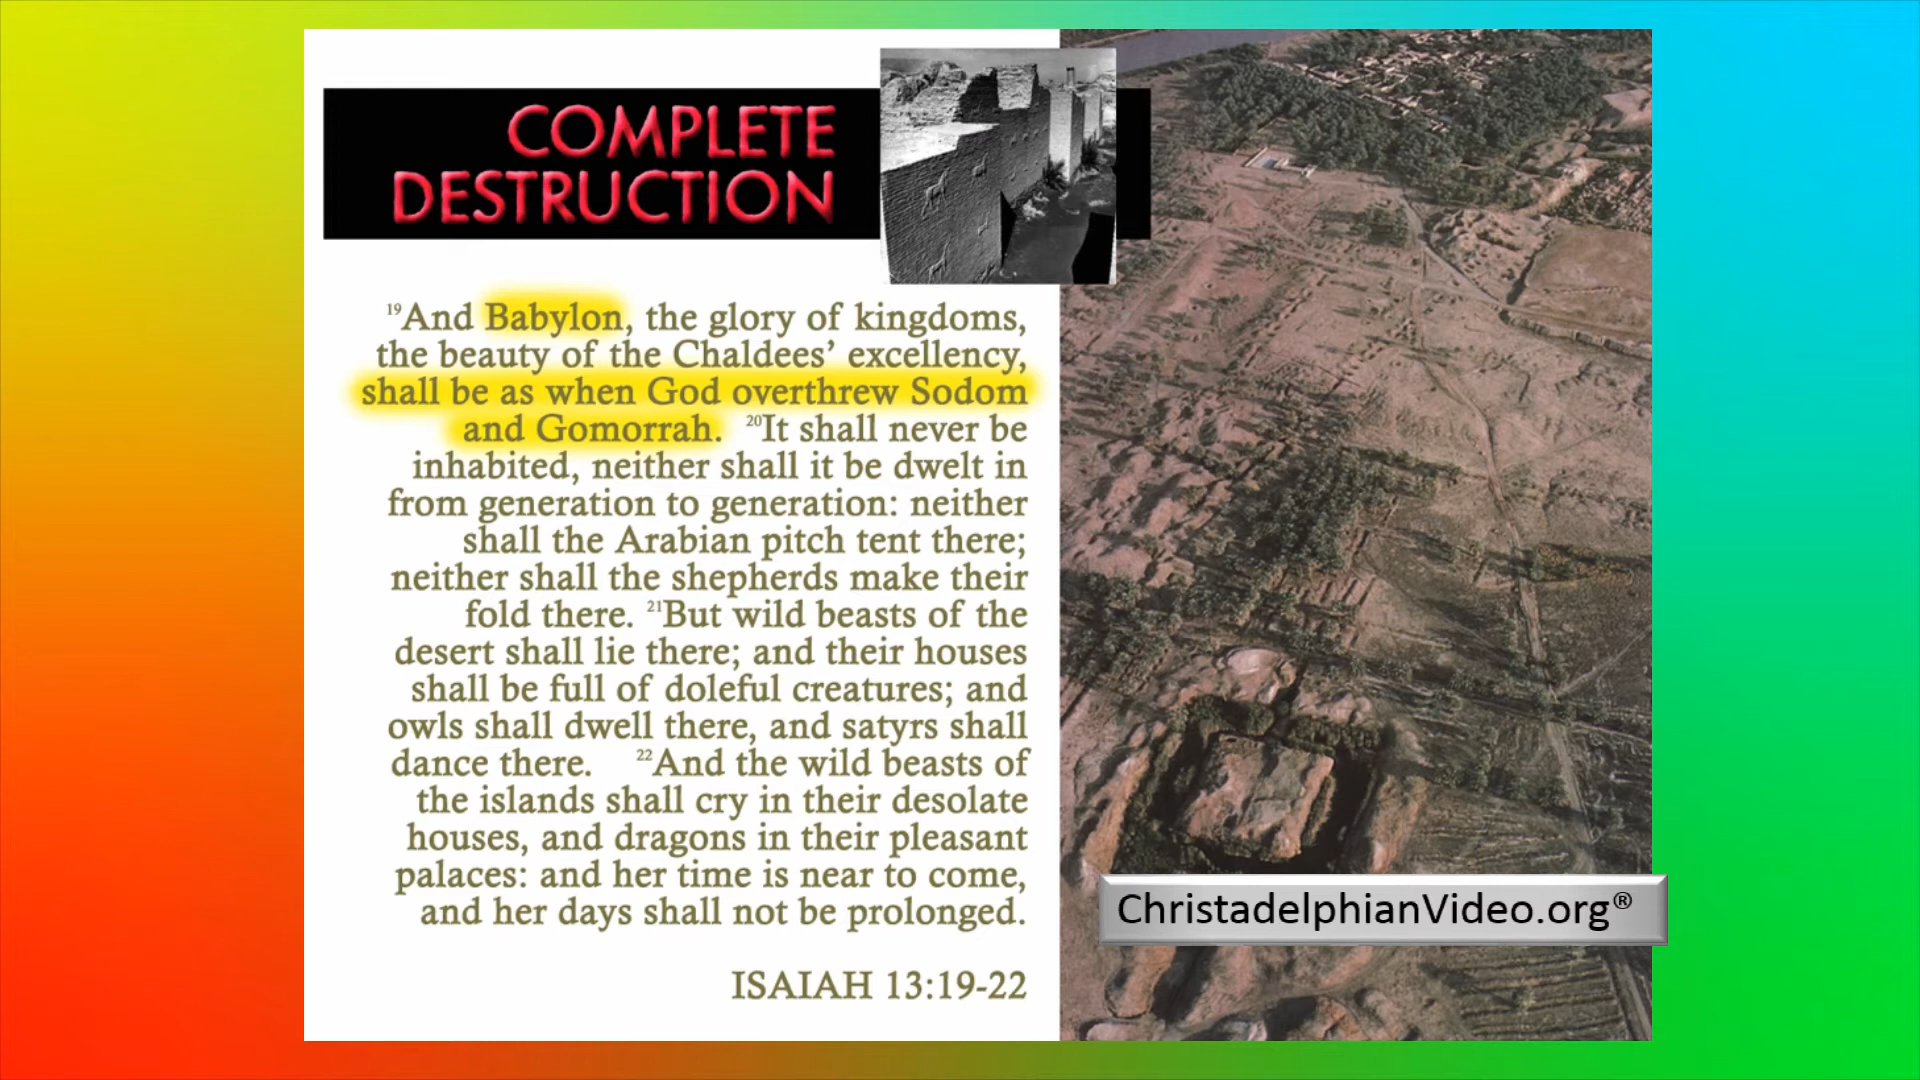 COMPLETE
DESTRUCTION
¹⁹And Babylon, the glory of kingdoms,
the beauty of the Chaldees’ excellency,
shall be as when God overthrew Sodom
and Gomorrah. ²⁰It shall never be
inhabited, neither shall it be dwelt in
from generation to generation: neither
shall the Arabian pitch tent there;
neither shall the shepherds make their
fold there. ²¹But wild beasts of the
desert shall lie there; and their houses
shall be full of doleful creatures; and
owls shall dwell there, and satyrs shall
dance there. ²²And the wild beasts of
the islands shall cry in their desolate
houses, and dragons in their pleasant
palaces: and her time is near to come,
and her days shall not be prolonged.
ISAIAH 13:19-22
ChristadelphianVideo.org®